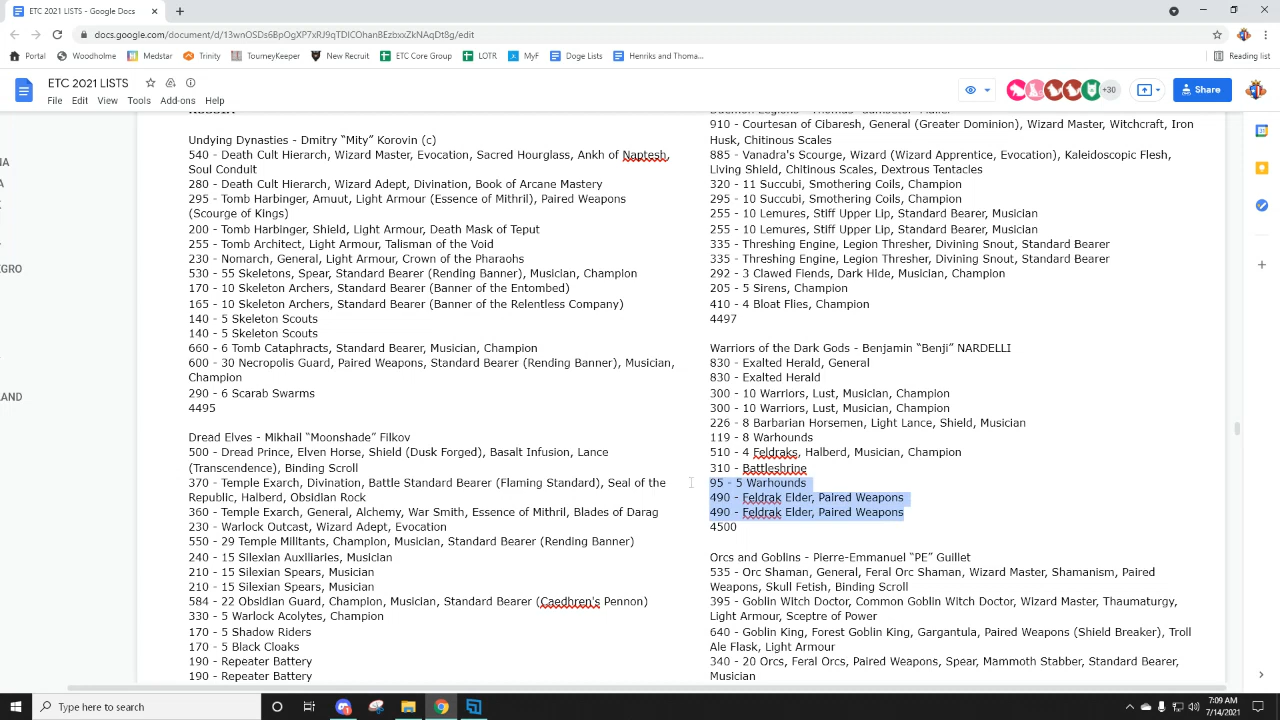 ETC 2021 LISTS - Google Docs
docs.google.com/document/d/13wnOSDs6BpOgXP7xRJ9qTDICOhanBEzbxxZkNAqDt8g/edit
Portal
Woodholme
Medstar
Trinity
TourneyKeeper
New Recruit
ETC Core Group
LOTR
MyF
Doge Lists
Henriks and Thoma...
Reading list
ETC 2021 LISTS
File Edit View Tools Add-ons Help
+30
Share
NA
A
EGRO
AND
Undying Dynasties - Dmitry “Mity” Korovin (c)
540 - Death Cult Hierarch, Wizard Master, Evocation, Sacred Hourglass, Ankh of Naptesh,
Soul Conduit
280 - Death Cult Hierarch, Wizard Adept, Divination, Book of Arcane Mastery
295 - Tomb Harbinger, Amuut, Light Armour (Essence of Mithril), Paired Weapons
(Scourge of Kings)
200 - Tomb Harbinger, Shield, Light Armour, Death Mask of Teput
255 - Tomb Architect, Light Armour, Talisman of the Void
230 - Nomarch, General, Light Armour, Crown of the Pharaohs
530 - 55 Skeletons, Spear, Standard Bearer (Rending Banner), Musician, Champion
170 - 10 Skeleton Archers, Standard Bearer (Banner of the Entombed)
165 - 10 Skeleton Archers, Standard Bearer (Banner of the Relentless Company)
140 - 5 Skeleton Scouts
140 - 5 Skeleton Scouts
660 - 6 Tomb Cataphracts, Standard Bearer, Musician, Champion
600 - 30 Necropolis Guard, Paired Weapons, Standard Bearer (Rending Banner), Musician,
Champion
290 - 6 Scarab Swarms
4495
Dread Elves - Mikhail “Moonshade” Filkov
500 - Dread Prince, Elven Horse, Shield (Dusk Forged), Basalt Infusion, Lance
(Transcendence), Binding Scroll
370 - Temple Exarch, Divination, Battle Standard Bearer (Flaming Standard), Seal of the
Republic, Halberd, Obsidian Rock
360 - Temple Exarch, General, Alchemy, War Smith, Essence of Mithril, Blades of Darag
230 - Warlock Outcast, Wizard Adept, Evocation
550 - 29 Temple Militants, Champion, Musician, Standard Bearer (Rending Banner)
240 - 15 Silexian Auxiliaries, Musician
210 - 15 Silexian Spears, Musician
210 - 15 Silexian Spears, Musician
584 - 22 Obsidian Guard, Champion, Musician, Standard Bearer (Caedhren's Pennon)
330 - 5 Warlock Acolytes, Champion
170 - 5 Shadow Riders
170 - 5 Black Cloaks
190 - Repeater Battery
190 - Repeater Battery
910 - Courtesan of Cibaresh, General (Greater Dominion), Wizard Master, Witchcraft, Iron
Husk, Chitinous Scales
885 - Vanadra's Scourge, Wizard (Wizard Apprentice, Evocation), Kaleidoscopic Flesh,
Living Shield, Chitinous Scales, Dextrous Tentacles
320 - 11 Succubi, Smothering Coils, Champion
295 - 10 Succubi, Smothering Coils, Champion
255 - 10 Lemures, Stiff Upper Lip, Standard Bearer, Musician
255 - 10 Lemures, Stiff Upper Lip, Standard Bearer, Musician
335 - Threshing Engine, Legion Thresher, Divining Snout, Standard Bearer
335 - Threshing Engine, Legion Thresher, Divining Snout, Standard Bearer
292 - 3 Clawed Fiends, Dark Hide, Musician, Champion
205 - 5 Sirens, Champion
410 - 4 Bloat Flies, Champion
4497
Warriors of the Dark Gods - Benjamin “Benji” NARDELLI
830 - Exalted Herald, General
830 - Exalted Herald
300 - 10 Warriors, Lust, Musician, Champion
300 - 10 Warriors, Lust, Musician, Champion
226 - 8 Barbarian Horsemen, Light Lance, Shield, Musician
119 - 8 Warhounds
510 - 4 Feldraks, Halberd, Musician, Champion
310 - Battleshrine
95 - 5 Warhounds
490 - Feldrak Elder, Paired Weapons
490 - Feldrak Elder, Paired Weapons
4500
Orcs and Goblins - Pierre-Emmanuel “PE” Guillet
535 - Orc Shaman, General, Feral Orc Shaman, Wizard Master, Shamanism, Paired
Weapons, Skull Fetish, Binding Scroll
395 - Goblin Witch Doctor, Common Goblin Witch Doctor, Wizard Master, Thaumaturgy,
Light Armour, Sceptre of Power
640 - Goblin King, Forest Goblin King, Gargantula, Paired Weapons (Shield Breaker), Troll
Ale Flask, Light Armour
340 - 20 Orcs, Feral Orcs, Paired Weapons, Spear, Mammoth Stabber, Standard Bearer,
Musician
Type here to search
7:09 AM
7/14/2021